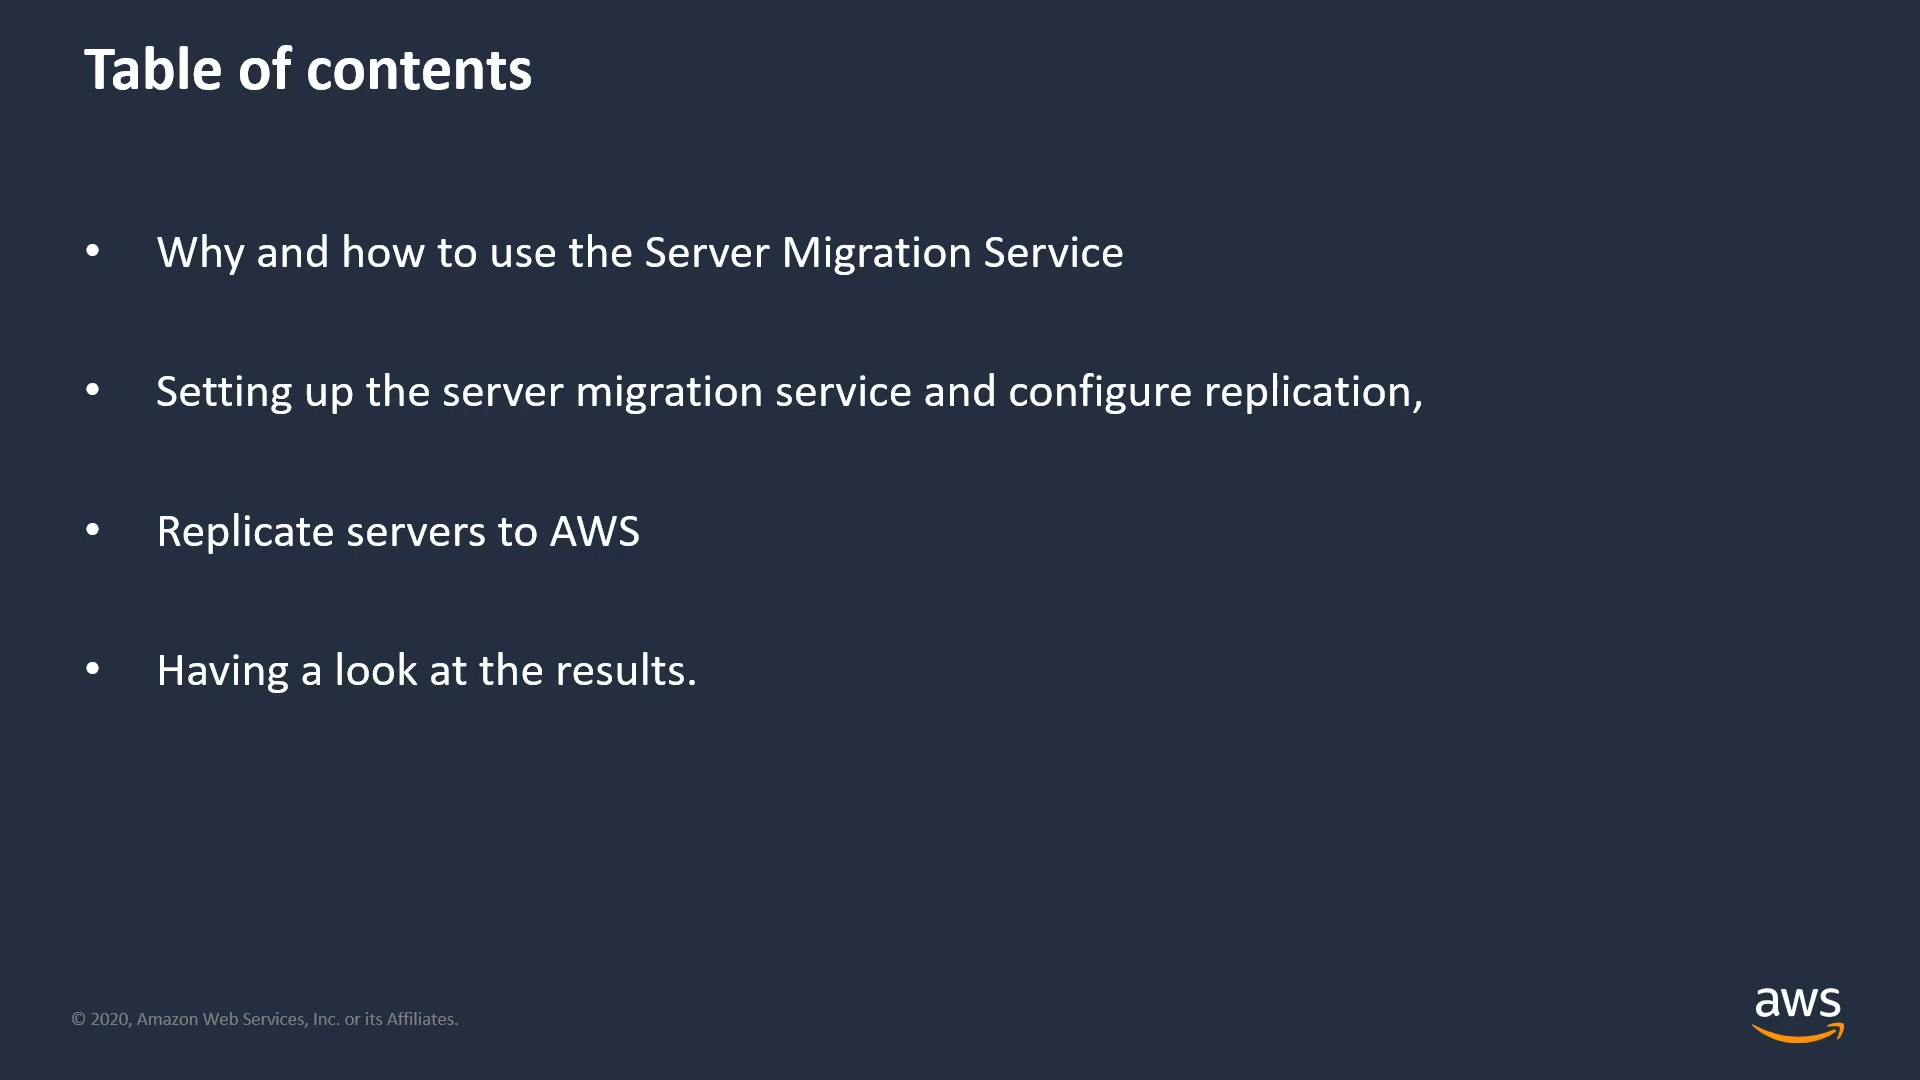 Table of contents
• Why and how to use the Server Migration Service
• Setting up the server migration service and configure replication,
• Replicate servers to AWS
• Having a look at the results.
© 2020, Amazon Web Services, Inc. or its Affiliates.
aws